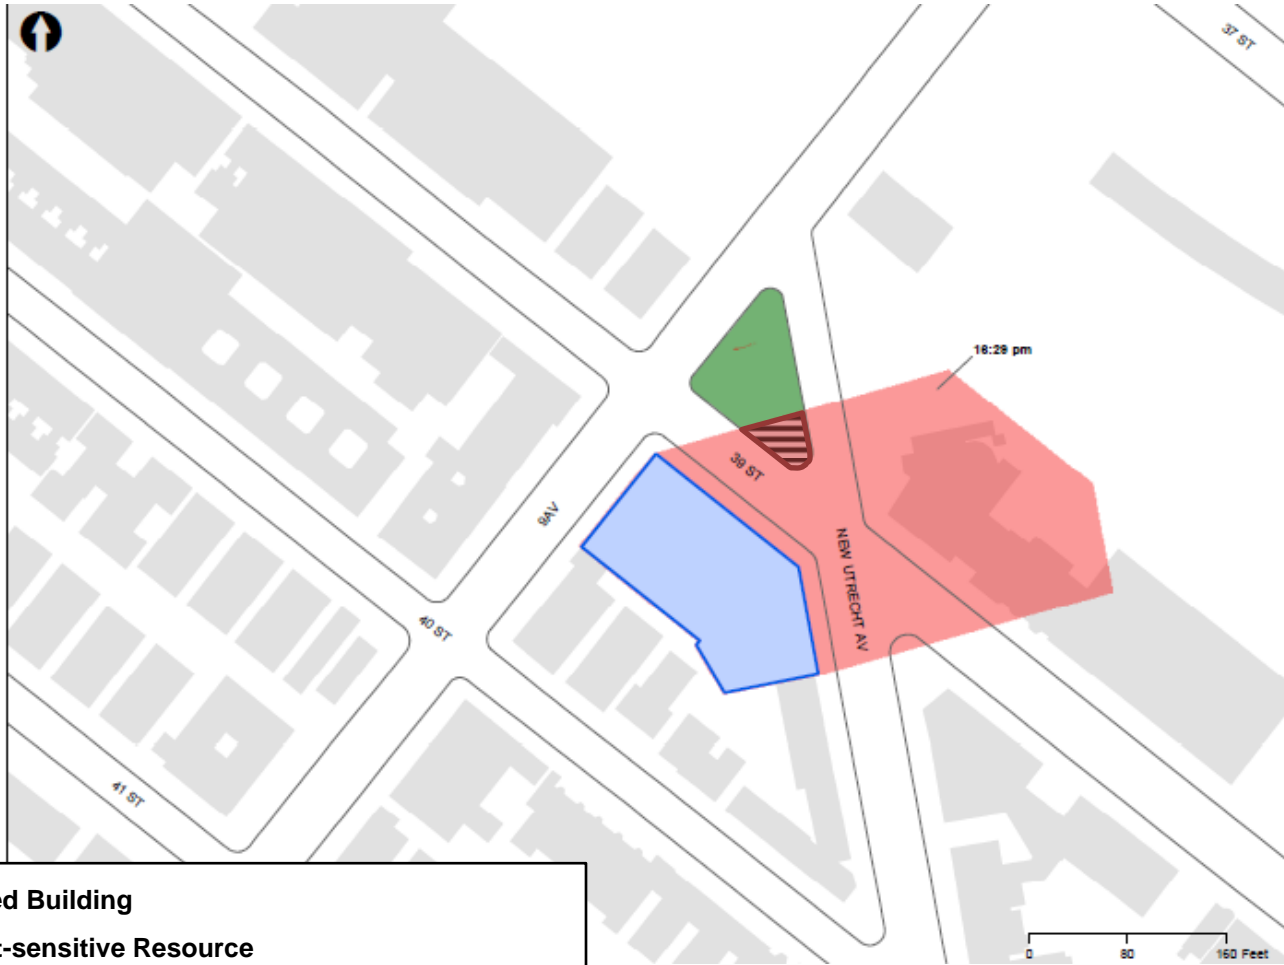 37 ST
16:29 pm
39 ST
9AV
NEW UTRECHT AV
40 ST
41 ST
ed Building
t-sensitive Resource
0 80 160 Feet